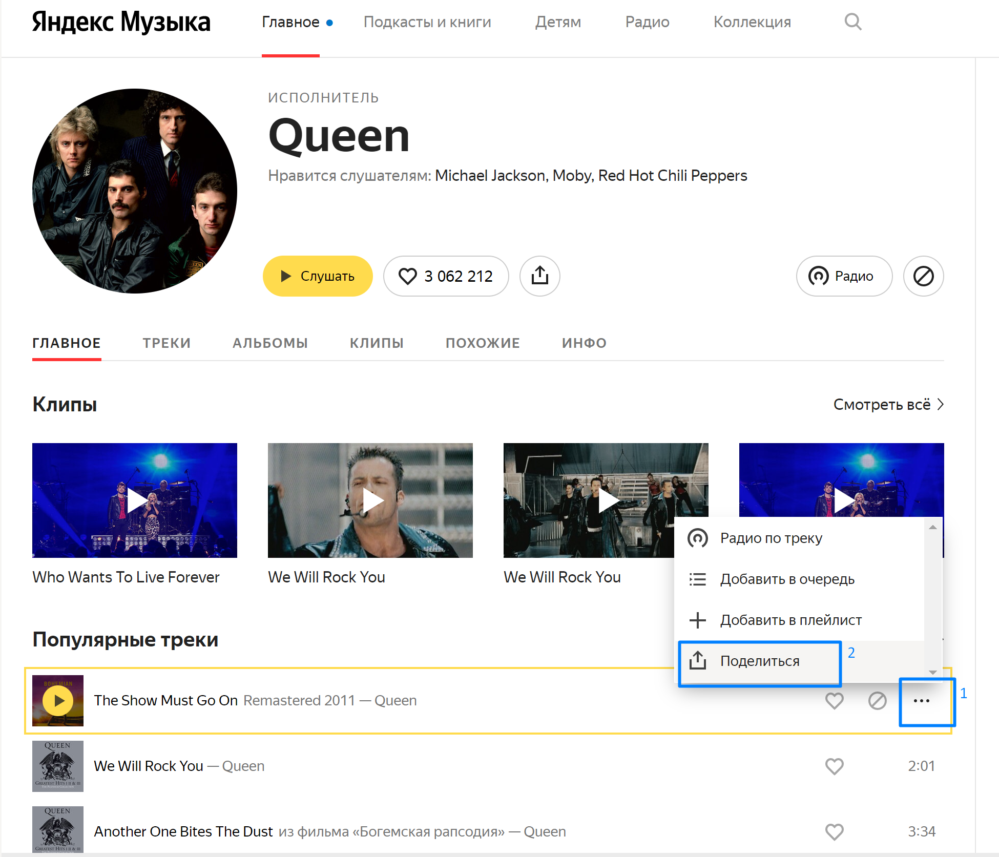 Яндекс Музыка
Главное
Подкасты и книги
Детям
Радио
Коллекция
ИСПОЛНИТЕЛЬ
Queen
Нравится слушателям: Michael Jackson, Moby, Red Hot Chili Peppers
Слушать
3 062 212
Радио
ГЛАВНОЕ
ТРЕКИ
АЛЬБОМЫ
КЛИПЫ
ПОХОЖИЕ
ИНФО
Клипы
Смотреть всё
Who Wants To Live Forever
We Will Rock You
We Will Rock You
Радио по треку
Добавить в очередь
Добавить в плейлист
Поделиться
2
Популярные треки
BOHEMIAN
The Show Must Go On Remastered 2011 — Queen
1
QUEEN
GREATEST HITS I II & III
THE PLATINUM COLLECTION
We Will Rock You — Queen
2:01
QUEEN
GREATEST HITS I II & III
Another One Bites The Dust из фильма «Богемская рапсодия» — Queen
3:34